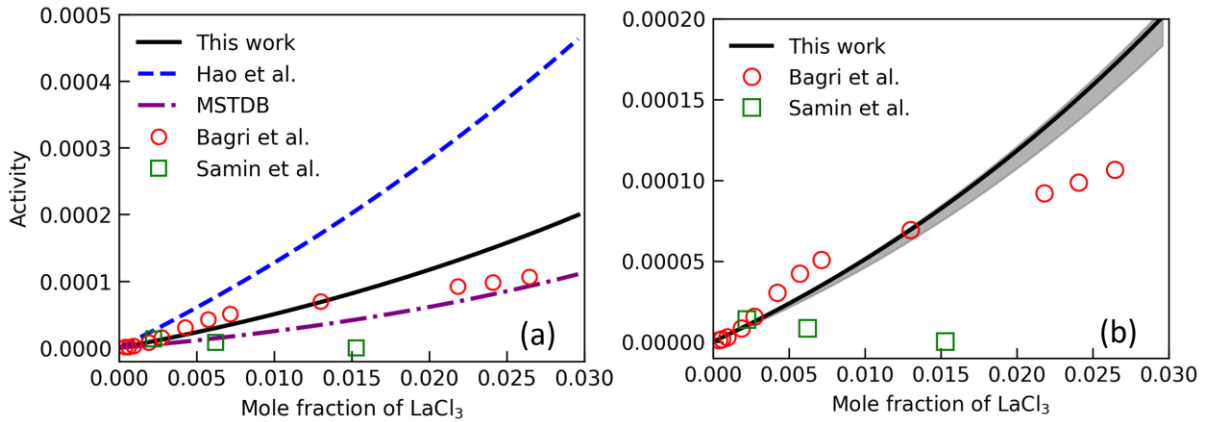 0.0005
0.0004
0.0003
0.0002
0.0001
0.0000
Activity
This work
Hao et al.
MSTDB
Bagri et al.
Samin et al.
(a)
0.000 0.005 0.010 0.015 0.020 0.025 0.030
Mole fraction of LaCl₃
0.00020
0.00015
0.00010
0.00005
0.00000
This work
Bagri et al.
Samin et al.
(b)
0.000 0.005 0.010 0.015 0.020 0.025 0.030
Mole fraction of LaCl₃